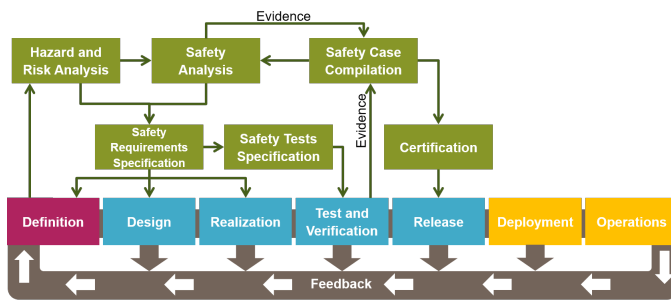 Evidence
Hazard and
Risk Analysis
Safety
Analysis
Safety Case
Compilation
Evidence
Safety
Requirements
Specification
Safety Tests
Specification
Certification
Definition
Design
Realization
Test and
Verification
Release
Deployment
Operations
Feedback